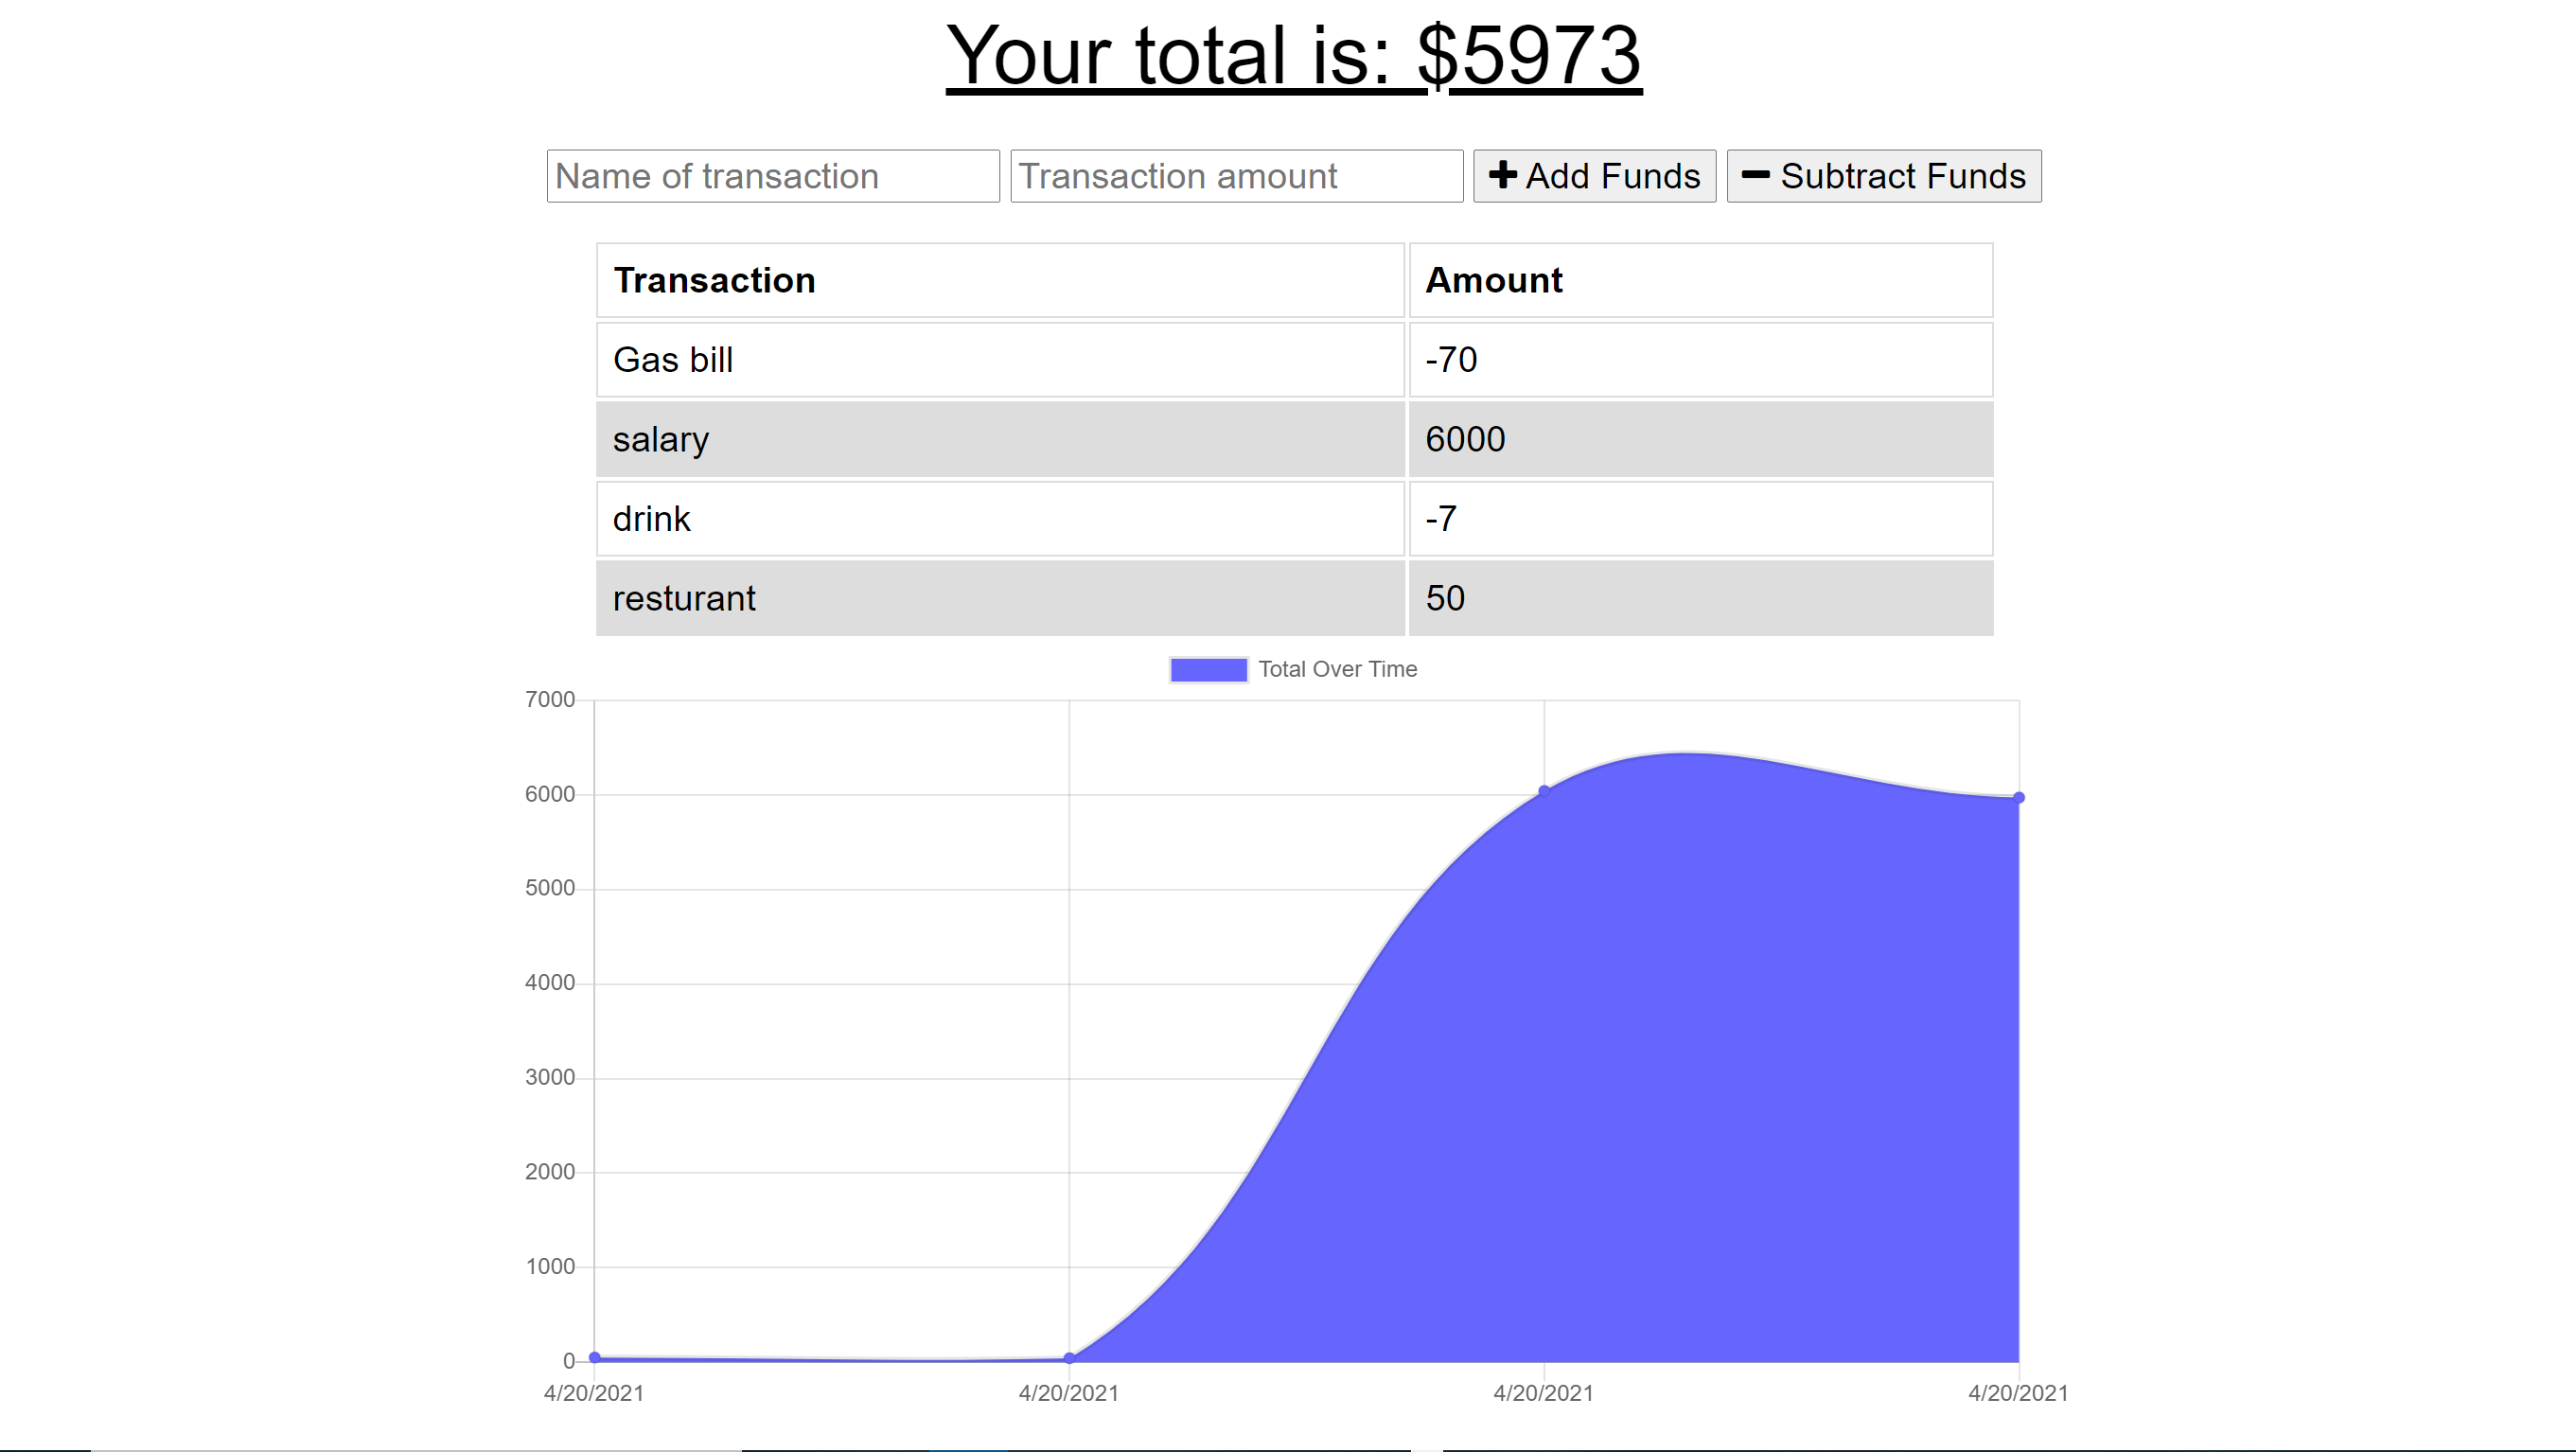 Your total is: $5973
Name of transaction Transaction amount Add Funds Subtract Funds
Transaction Amount
Gas bill -70
salary 6000
drink -7
resturant 50
Total Over Time
7000
6000
5000
4000
3000
2000
1000
0
4/20/2021 4/20/2021 4/20/2021 4/20/2021